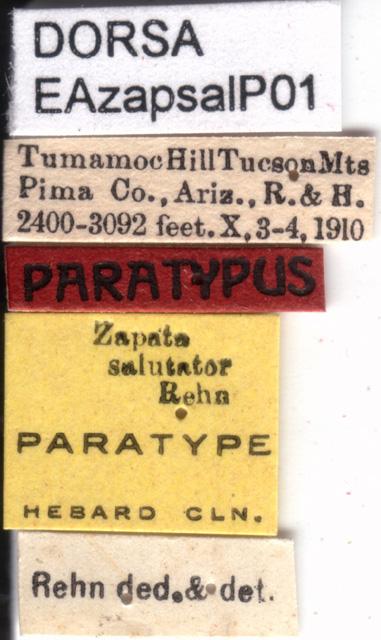 DORSA
EAzapsalP01
TumamocHillTucsonMts
Pima Co., Ariz., R. & H.
2400-3092 feet. X, 3-4, 1910
PARATYPUS
Zapata
salutator
Rehn
PARATYPE
HEBARD CLN.
Rehn ded. & det.